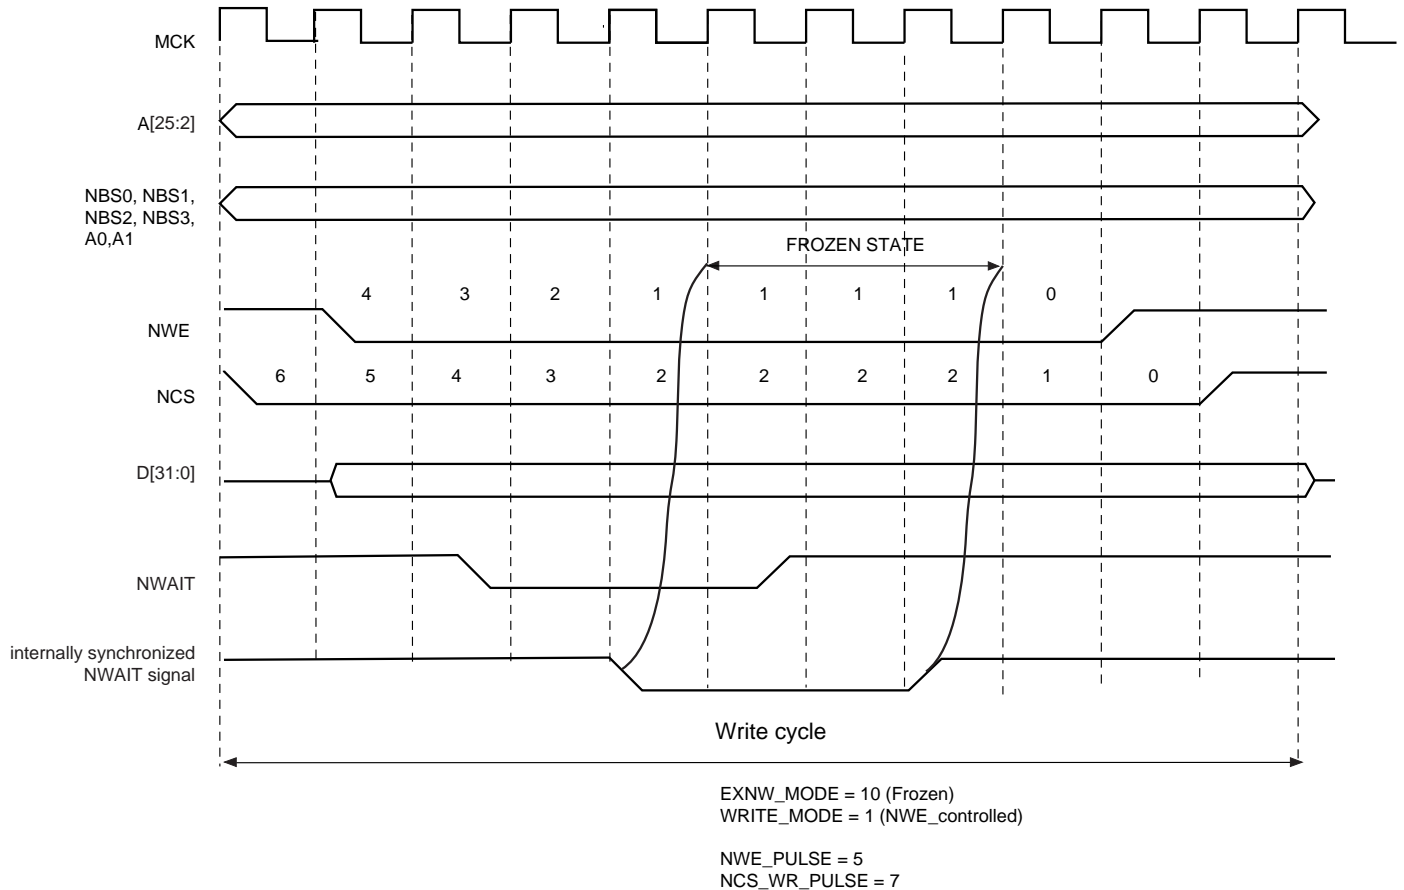 MCK
A[25:2]
NBS0, NBS1,
NBS2, NBS3,
A0,A1
FROZEN STATE
4 3 2 1 1 1 1 0
NWE
6 5 4 3 2 2 2 2 1 0
NCS
D[31:0]
NWAIT
internally synchronized
NWAIT signal
Write cycle
EXNW_MODE = 10 (Frozen)
WRITE_MODE = 1 (NWE_controlled)
NWE_PULSE = 5
NCS_WR_PULSE = 7